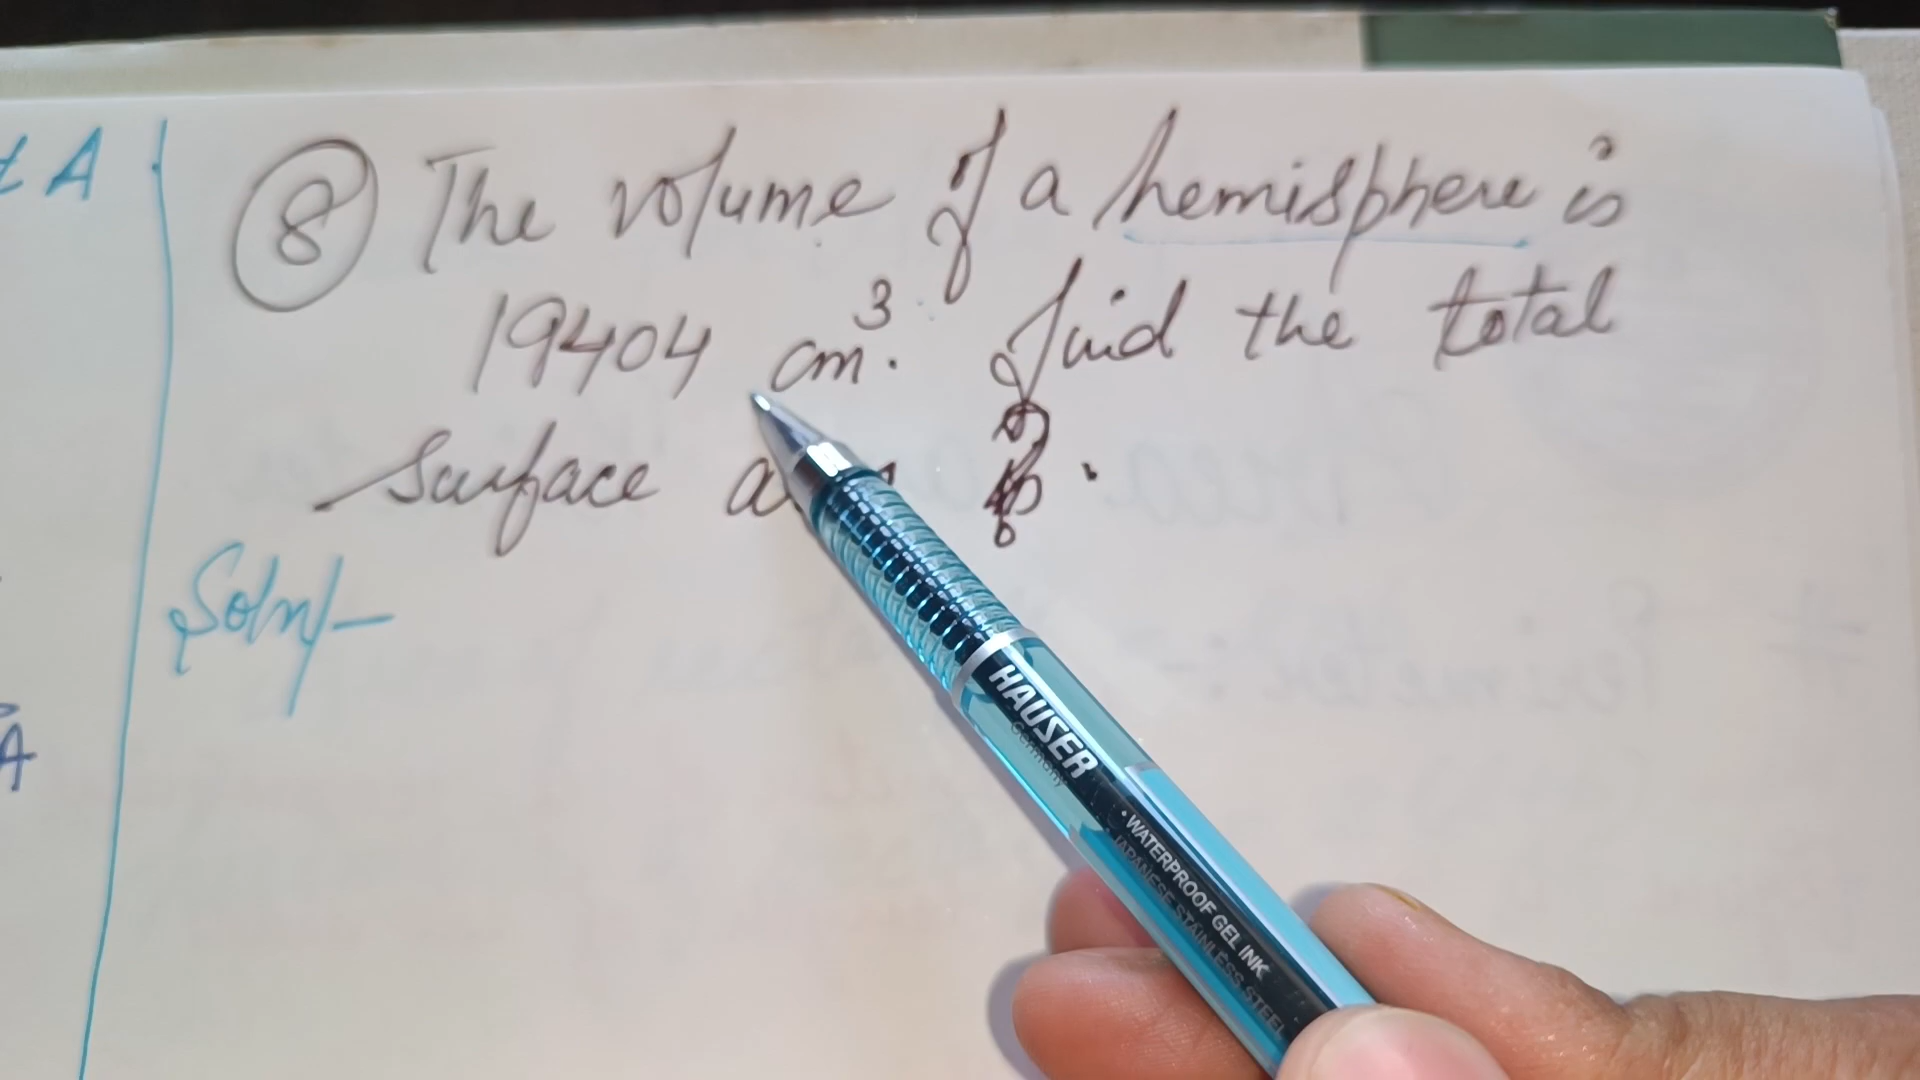 t A
⑧ The volume of a hemisphere is
19404 cm³. find the total
surface
Soln/-
A
HAUSER
Germany
• WATERPROOF GEL INK
JAPANESE STAINLESS STEEL